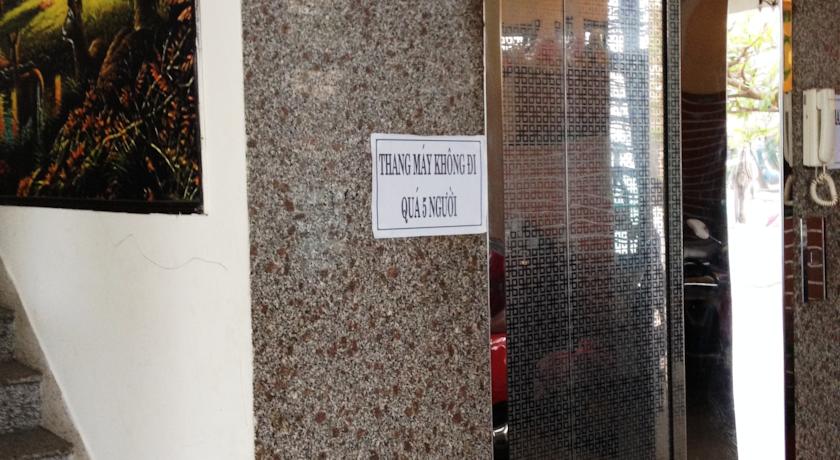 THANG MÁY KHÔNG ĐI
QUÁ 5 NGƯỜI